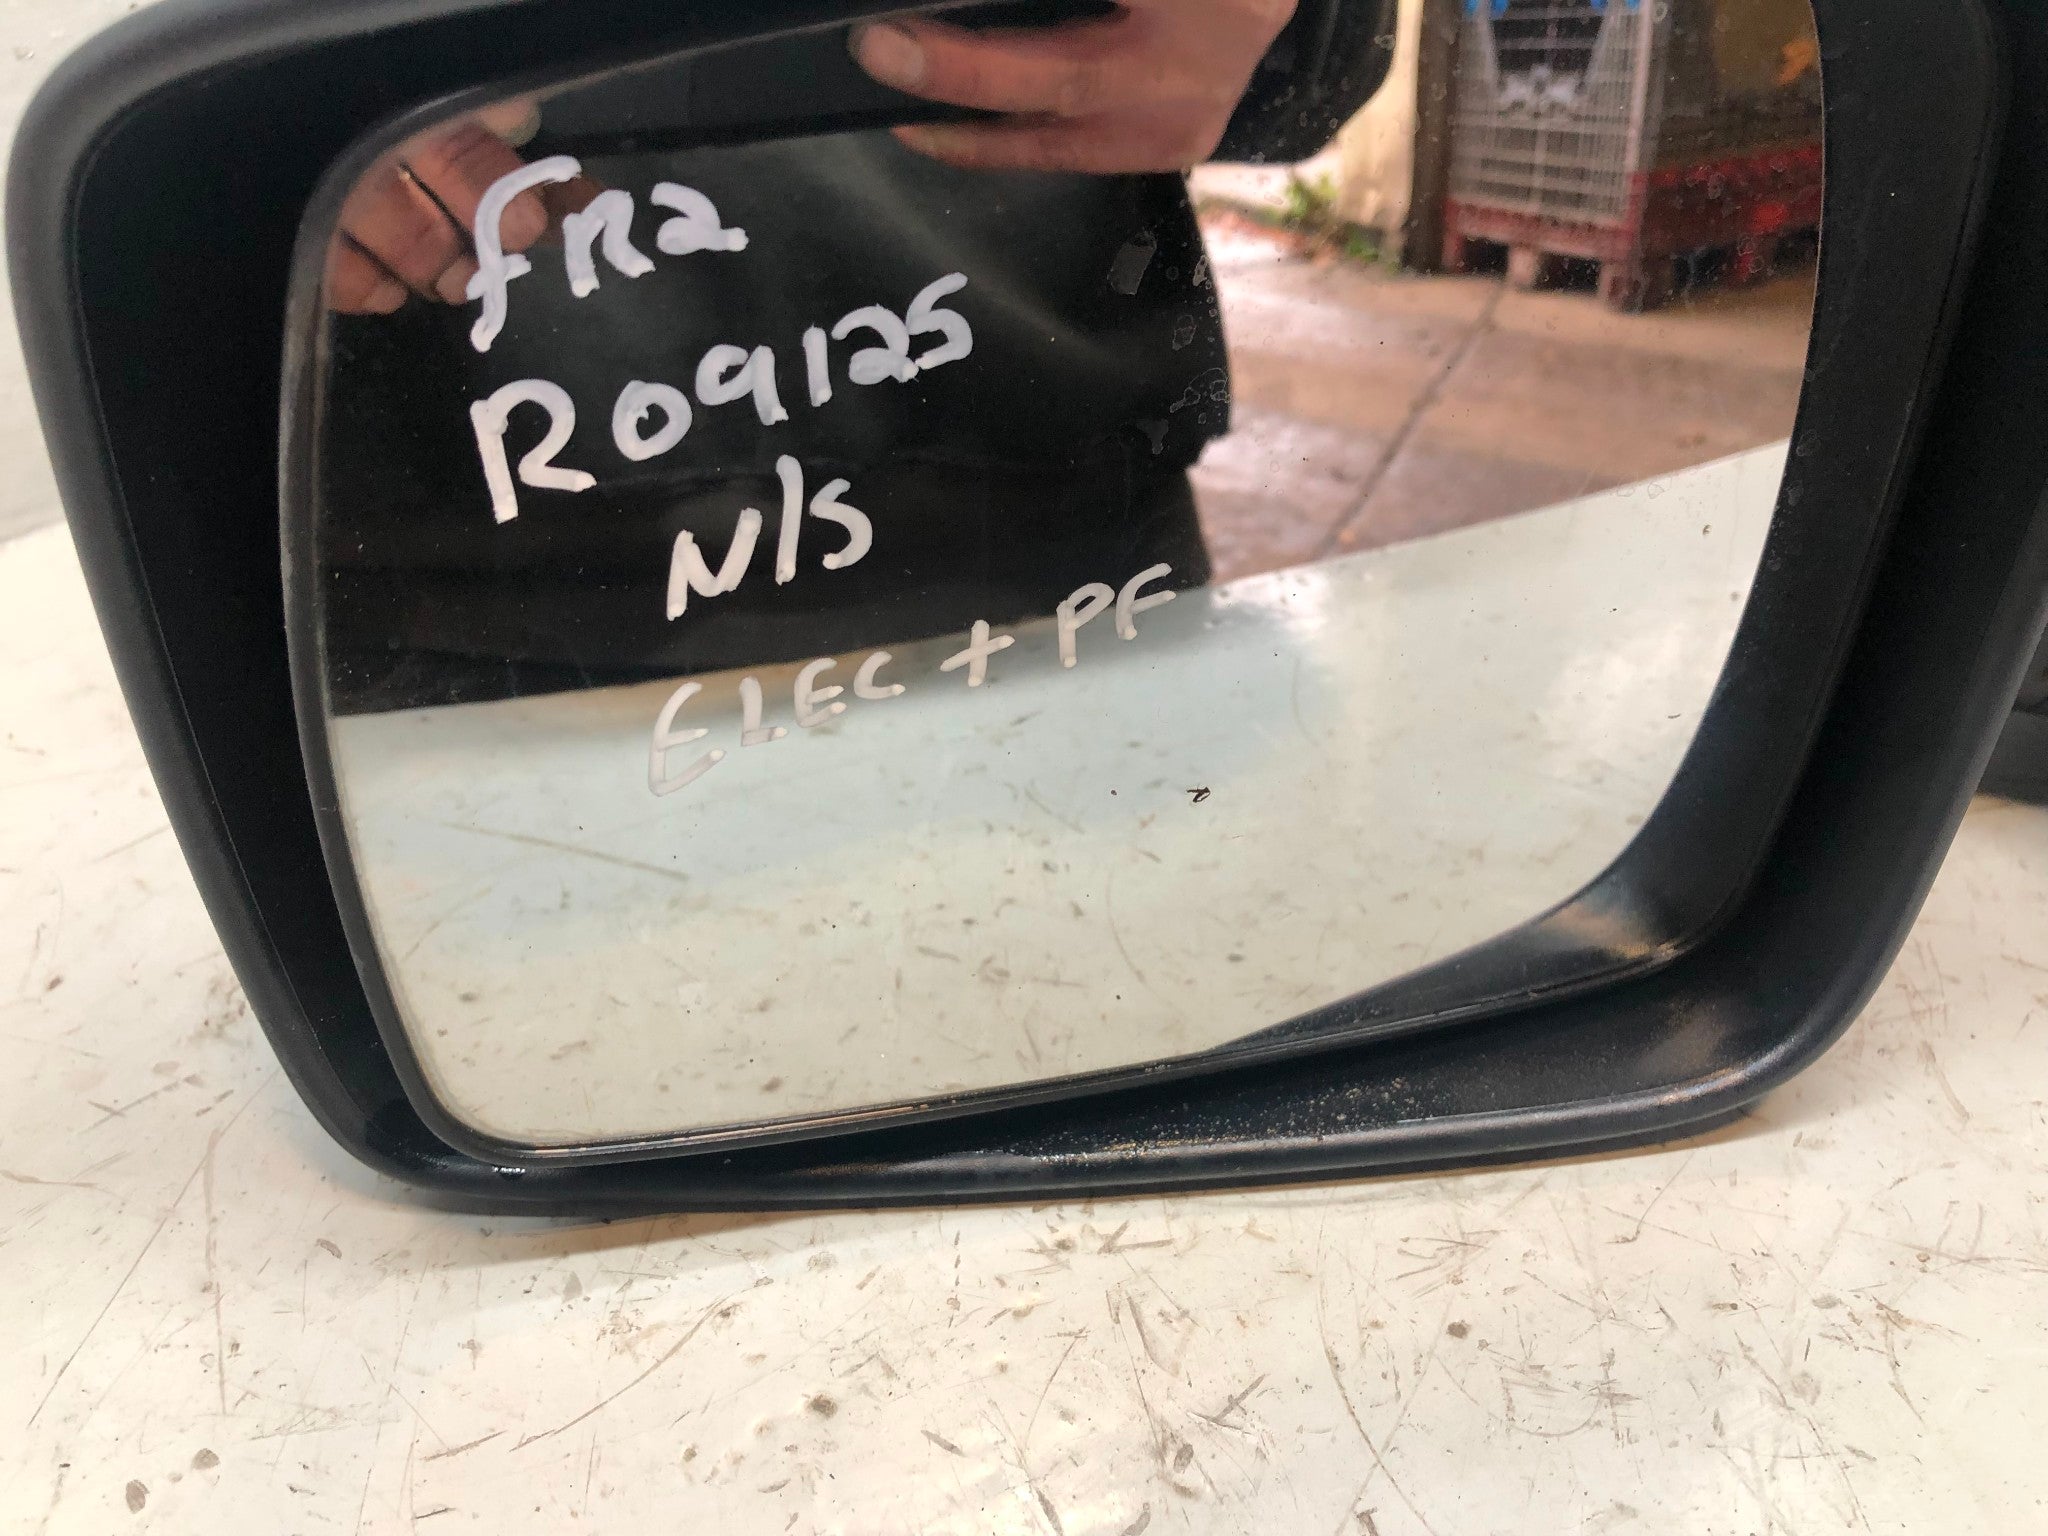 fR2
R09125
N/S
ELEC + PF